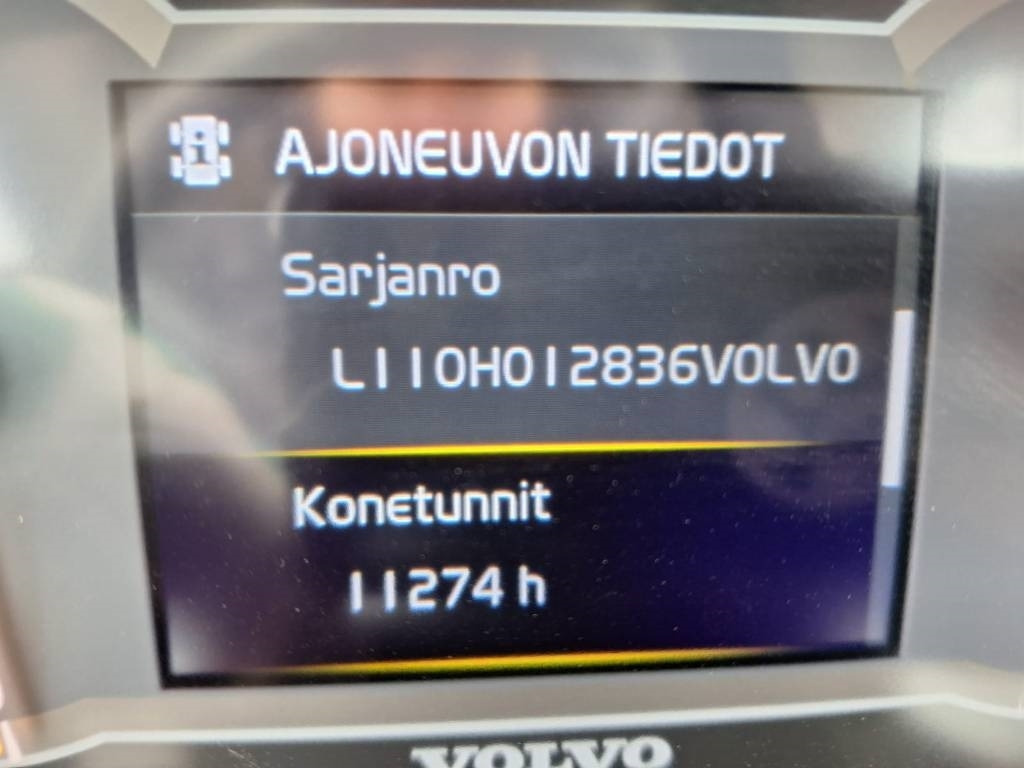 AJONEUVON TIEDOT
Sarjanro
L110H012836VOLVO
Konetunnit
11274 h
VOLVO